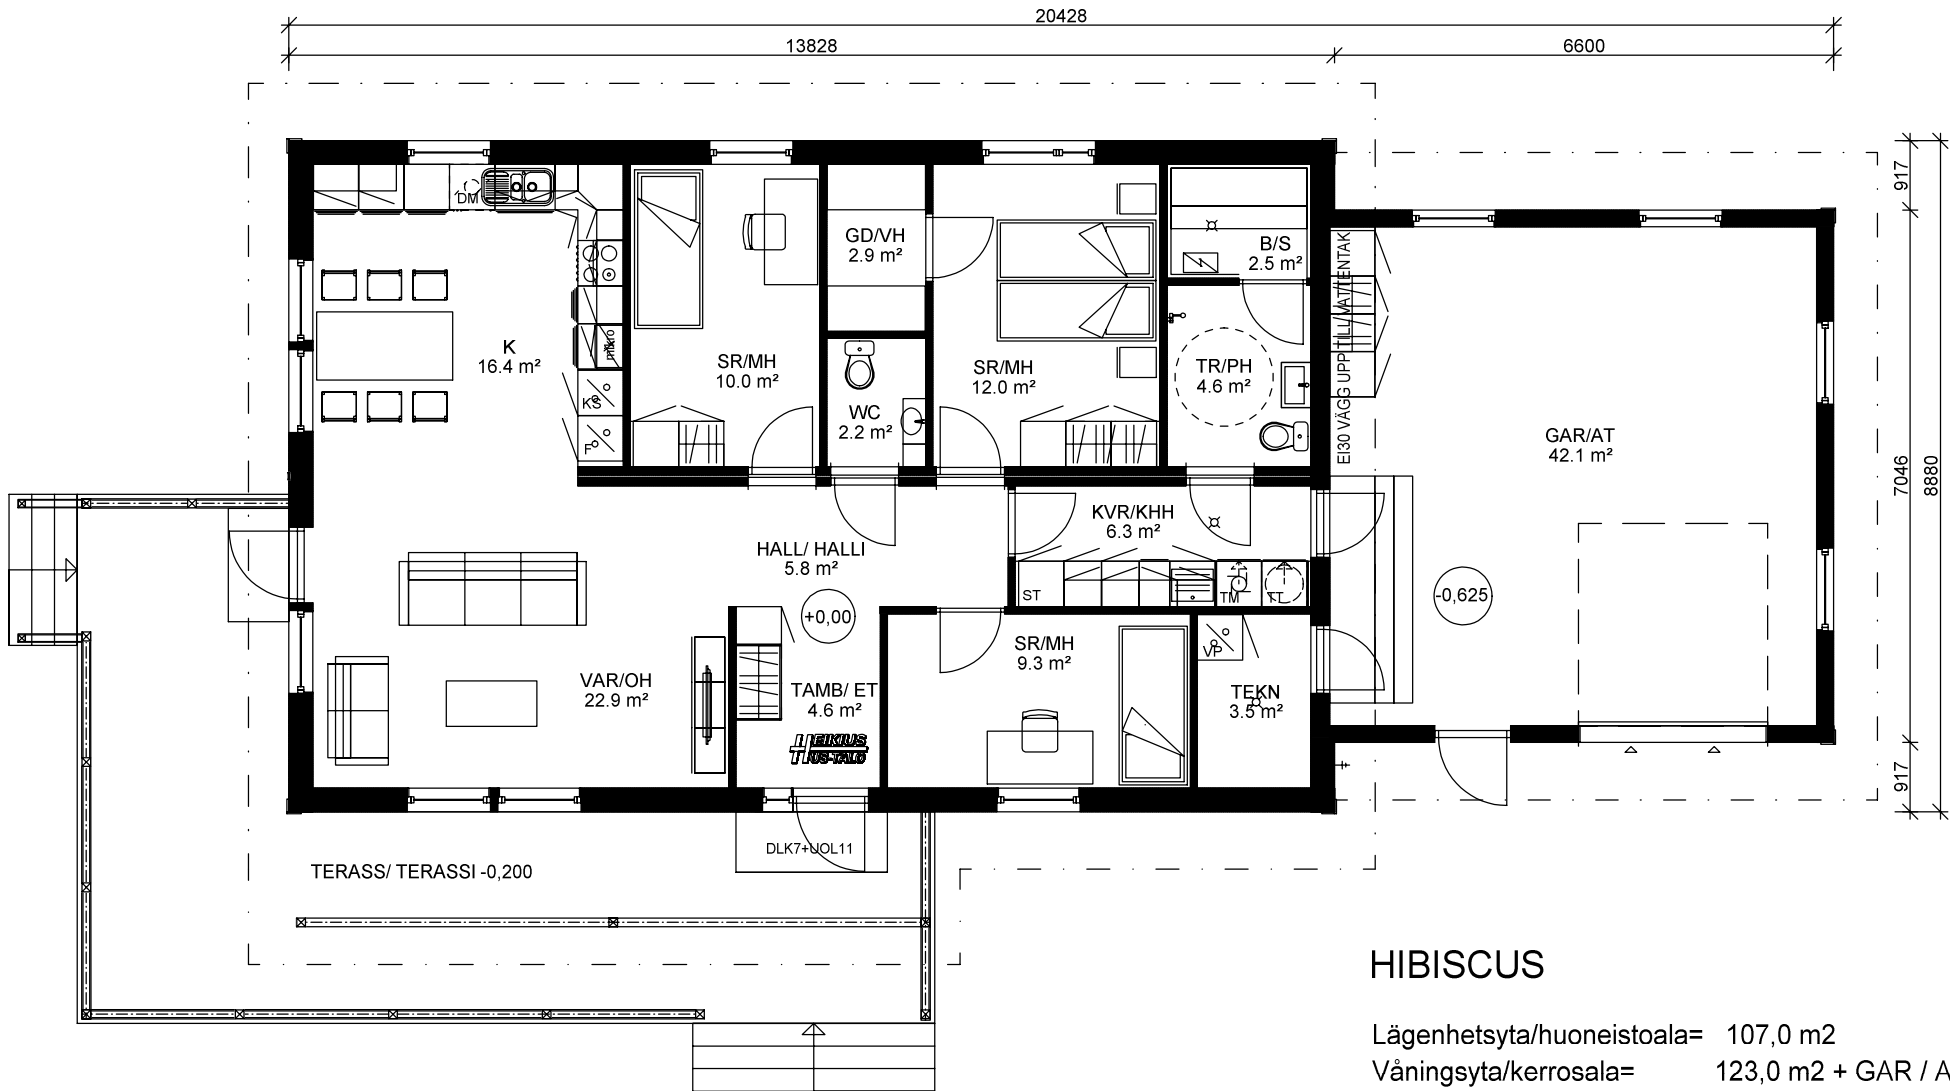 20428
13828
6600
917
7046
8880
917
DM
K
16.4 m²
mikro
KS
F
SR/MH
10.0 m²
GD/VH
2.9 m²
WC
2.2 m²
SR/MH
12.0 m²
B/S
2.5 m²
TR/PH
4.6 m²
EI30 VÄGG UPP TILL VATTENTAK
GAR/AT
42.1 m²
-0,625
KVR/KHH
6.3 m²
ST
TM
TT
HALL/ HALLI
5.8 m²
+0,00
VAR/OH
22.9 m²
TAMB/ ET
4.6 m²
HEIKIUS
HUS-TALO
SR/MH
9.3 m²
VP
TEKN
3.5 m²
DLK7+UOL11
TERASS/ TERASSI -0,200
HIBISCUS
Lägenhetsyta/huoneistoala= 107,0 m2
Våningsyta/kerrosala= 123,0 m2 + GAR / A